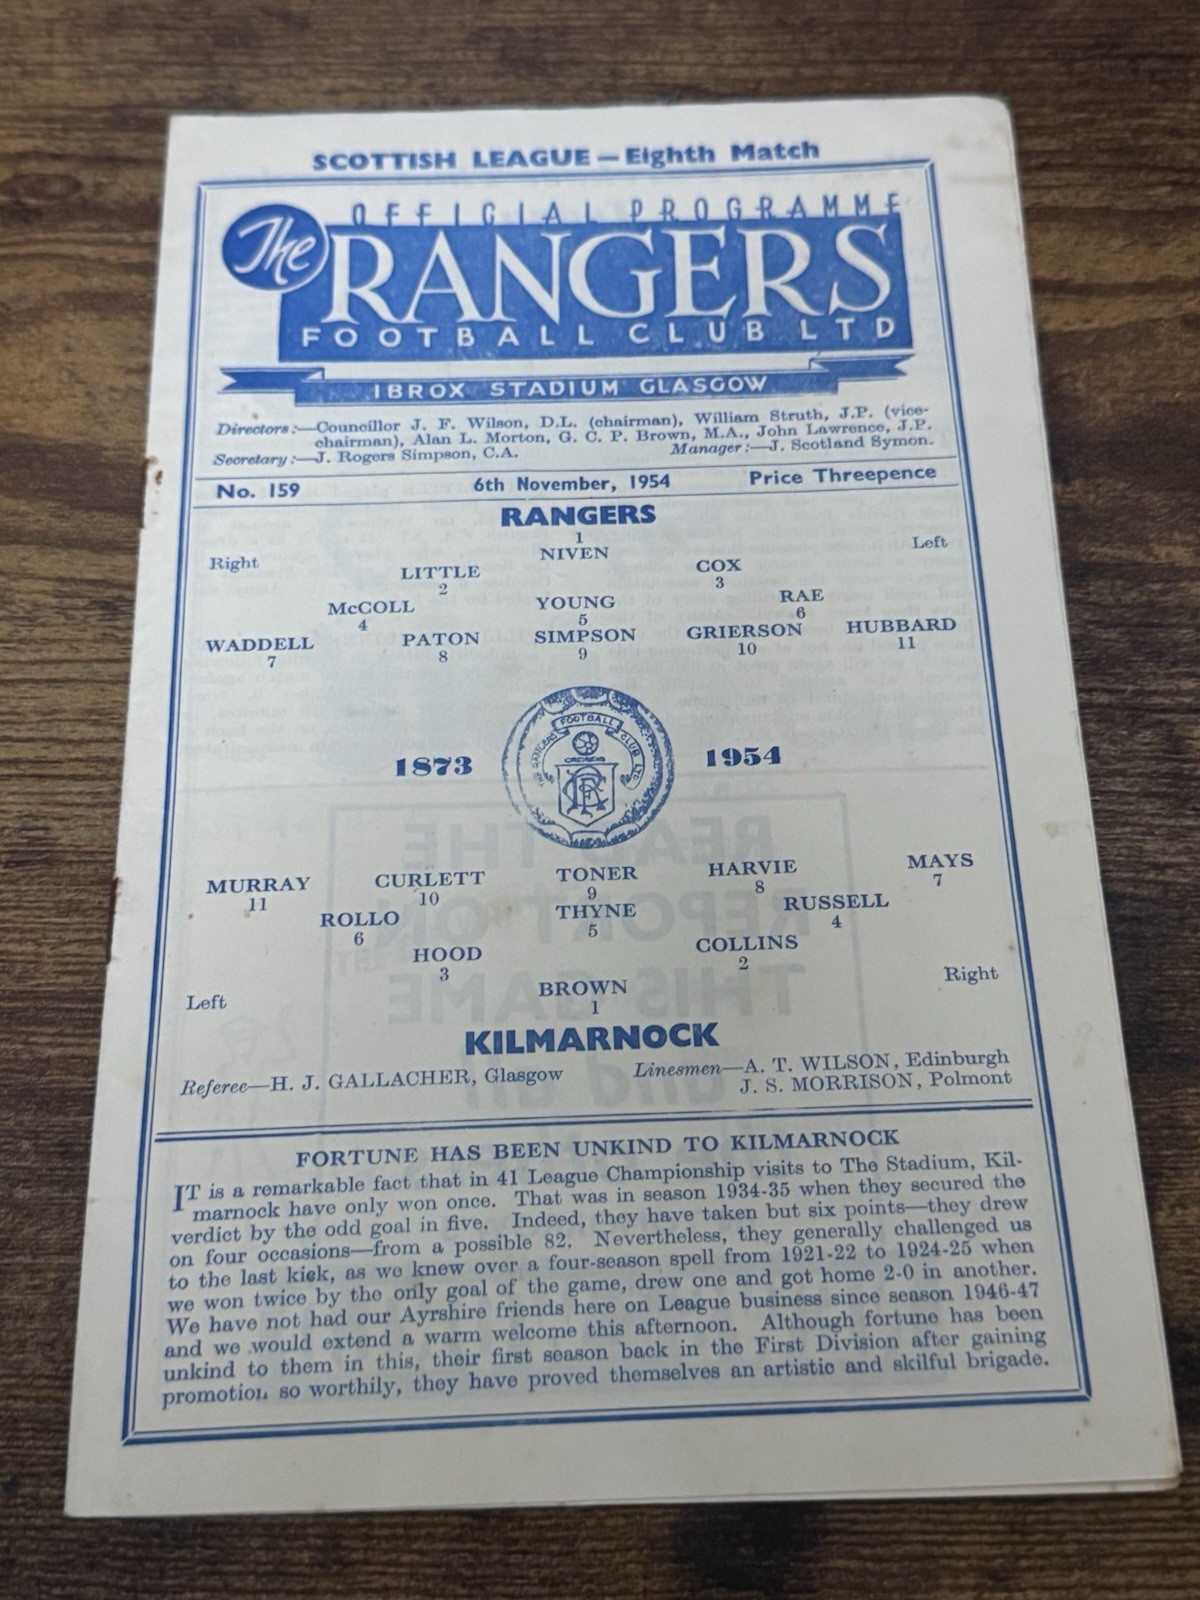 SCOTTISH LEAGUE — Eighth Match
OFFICIAL PROGRAMME
The RANGERS
FOOTBALL CLUB LTD
IBROX STADIUM GLASGOW
Directors:—Councillor J. F. Wilson, D.L. (chairman), William Struth, J.P. (vice-
chairman), Alan L. Morton, G. C. P. Brown, M.A., John Lawrence, J.P.
Secretary:—J. Rogers Simpson, C.A. Manager:—J. Scotland Symon.
No. 159 6th November, 1954 Price Threepence
RANGERS
1
Right NIVEN Left
LITTLE COX
2 3
McCOLL YOUNG RAE
4 5 6
WADDELL PATON SIMPSON GRIERSON HUBBARD
7 8 9 10 11
THE RANGERS FOOTBALL CLUB LTD
1873 1954
MURRAY CURLETT TONER HARVIE MAYS
11 10 9 8 7
ROLLO THYNE RUSSELL
6 5 4
HOOD COLLINS
3 2
Left BROWN Right
1
KILMARNOCK
Referee—H. J. GALLACHER, Glasgow Linesmen—A. T. WILSON, Edinburgh
J. S. MORRISON, Polmont
FORTUNE HAS BEEN UNKIND TO KILMARNOCK
IT is a remarkable fact that in 41 League Championship visits to The Stadium, Kil-
marnock have only won once. That was in season 1934-35 when they secured the
verdict by the odd goal in five. Indeed, they have taken but six points—they drew
on four occasions—from a possible 82. Nevertheless, they generally challenged us
to the last kick, as we knew over a four-season spell from 1921-22 to 1924-25 when
we won twice by the only goal of the game, drew one and got home 2-0 in another.
We have not had our Ayrshire friends here on League business since season 1946-47
and we would extend a warm welcome this afternoon. Although fortune has been
unkind to them in this, their first season back in the First Division after gaining
promotion so worthily, they have proved themselves an artistic and skilful brigade.